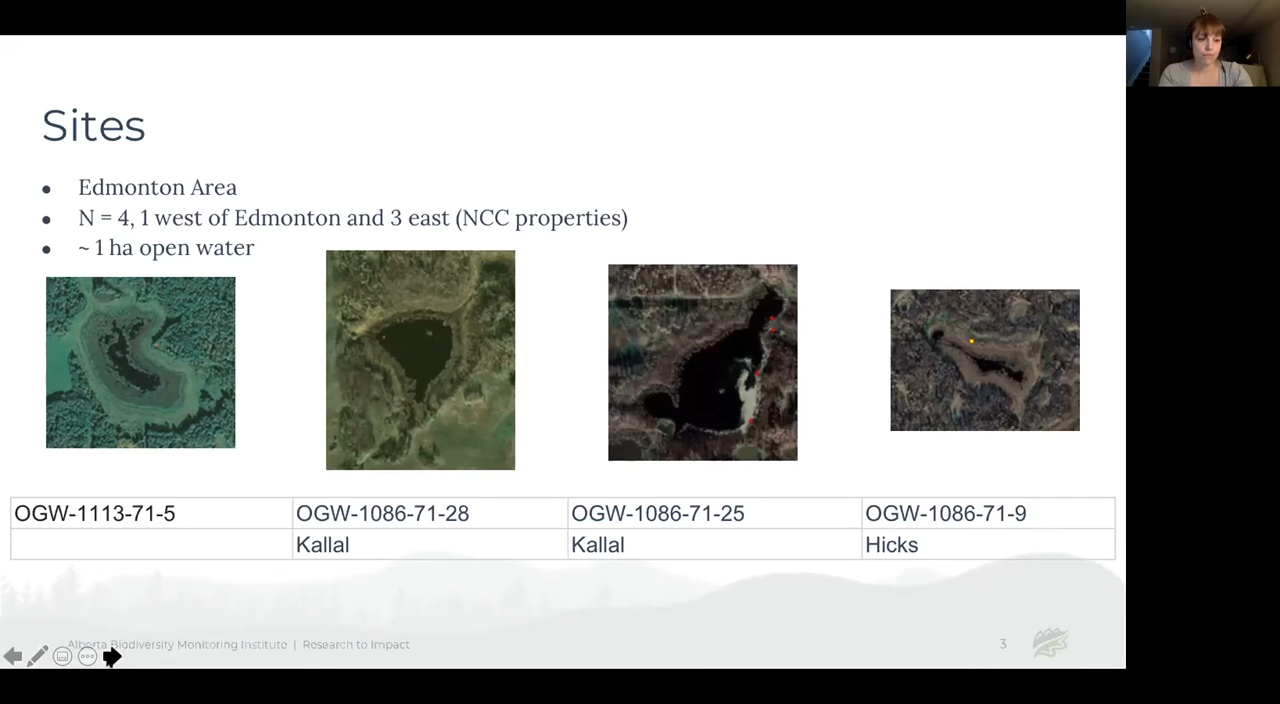 Sites
Edmonton Area
N = 4, 1 west of Edmonton and 3 east (NCC properties)
~ 1 ha open water
OGW-1113-71-5 OGW-1086-71-28 OGW-1086-71-25 OGW-1086-71-9
Kallal Kallal Hicks
Alberta Biodiversity Monitoring Institute | Research to Impact 3